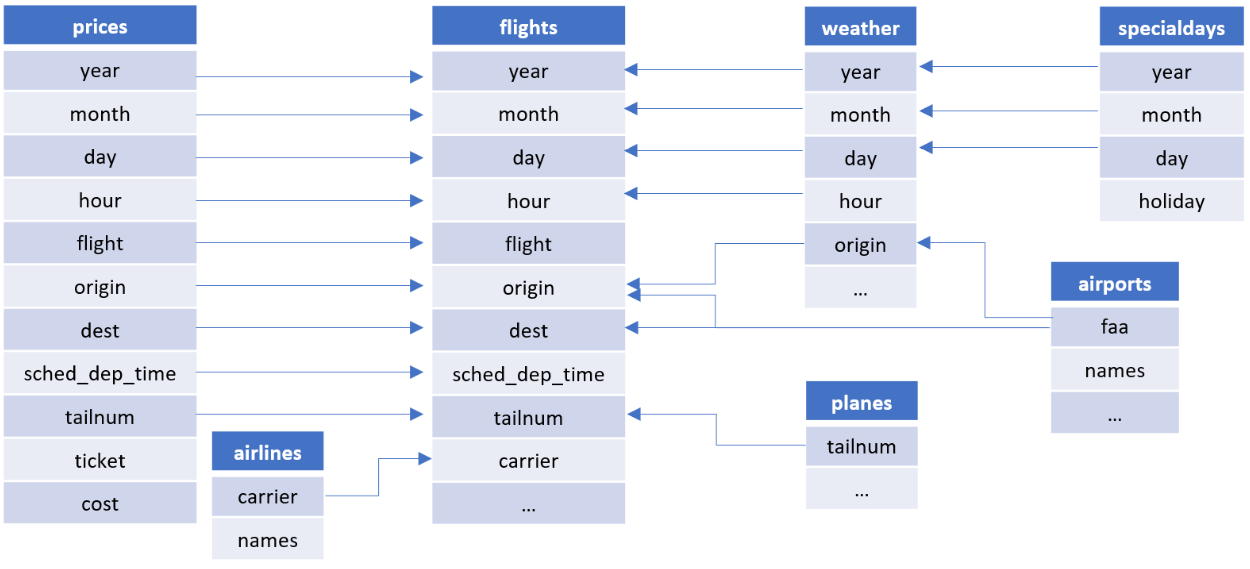 prices
year
month
day
hour
flight
origin
dest
sched_dep_time
tailnum
ticket
cost
airlines
carrier
names
flights
year
month
day
hour
flight
origin
dest
sched_dep_time
tailnum
carrier
...
weather
year
month
day
hour
origin
...
planes
tailnum
...
specialdays
year
month
day
holiday
airports
faa
names
...